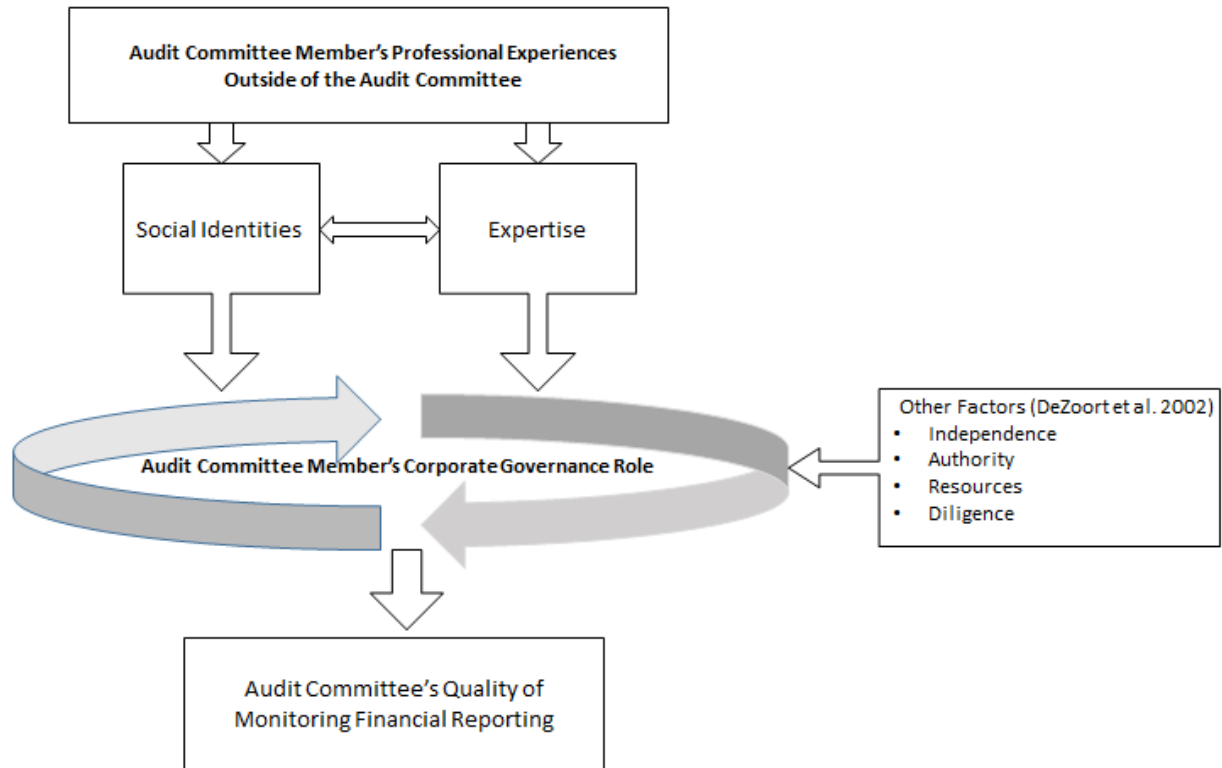 Audit Committee Member's Professional Experiences
Outside of the Audit Committee
Social Identities
Expertise
Other Factors (DeZoort et al. 2002)
• Independence
• Authority
• Resources
• Diligence
Audit Committee Member's Corporate Governance Role
Audit Committee's Quality of
Monitoring Financial Reporting